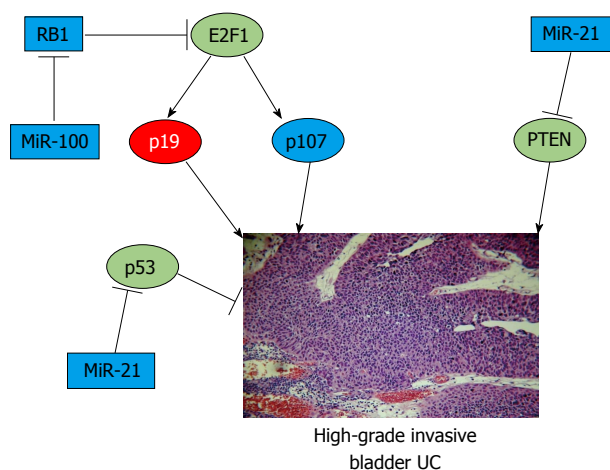 RB1
E2F1
MiR-21
MiR-100
p19
p107
PTEN
p53
MiR-21
High-grade invasive
bladder UC